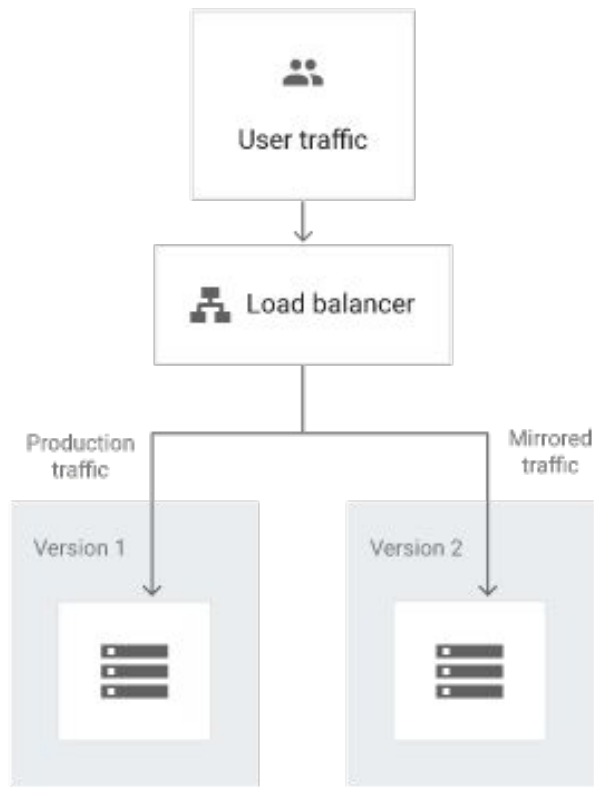 User traffic
Load balancer
Production
traffic
Mirrored
traffic
Version 1
Version 2